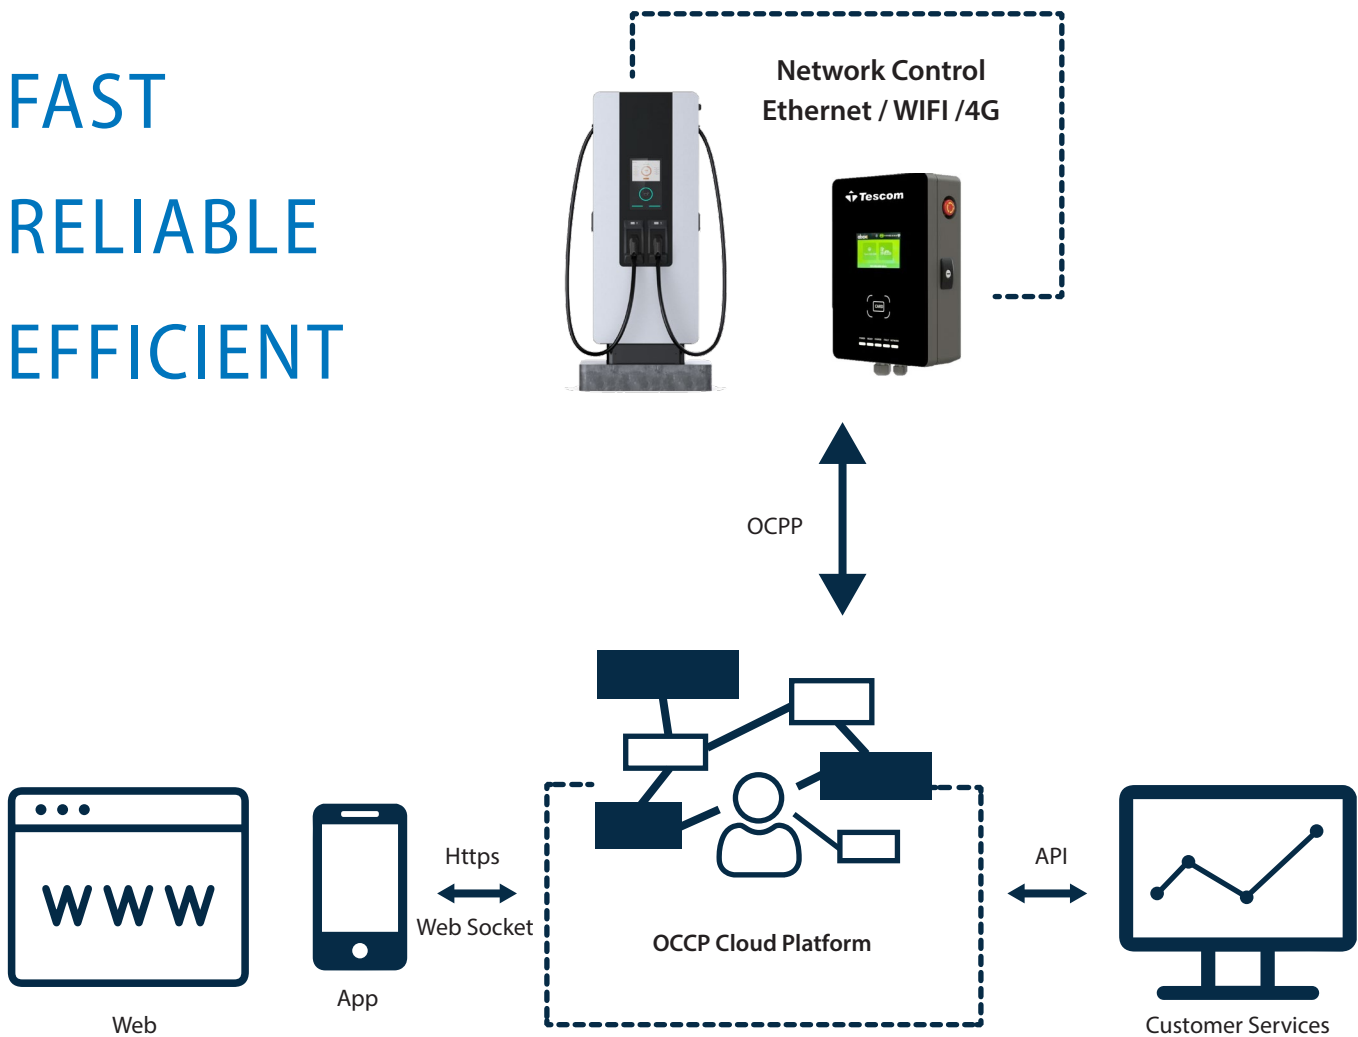 FAST
RELIABLE
EFFICIENT
Network Control
Ethernet / WIFI /4G
Tescom
CARD
OCPP
Https
Web Socket
API
OCCP Cloud Platform
WWW
Web
App
Customer Services